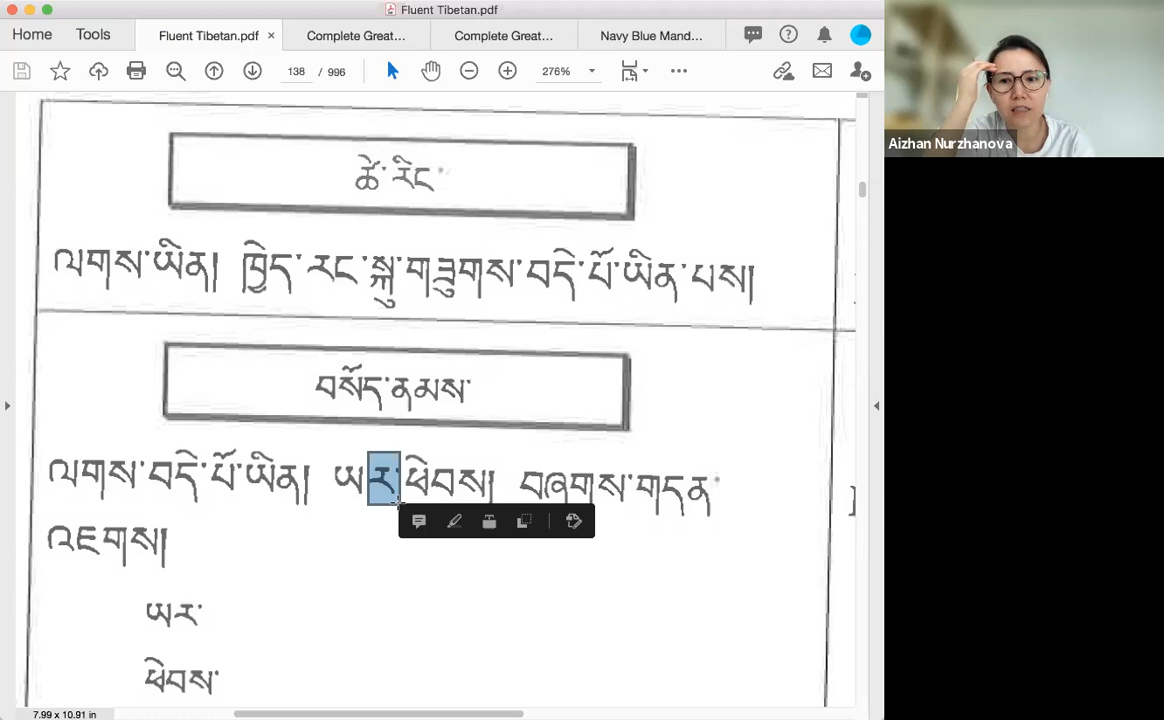 Fluent Tibetan.pdf
Home Tools Fluent Tibetan.pdf × Complete Great... Complete Great... Navy Blue Mand...
138 / 996 276%
Aizhan Nurzhanova
ཚེ་རིང་
ལགས་ཡིན། ཁྱེད་རང་སྐུ་གཟུགས་བདེ་པོ་ཡིན་པས།
བསོད་ནམས་
ལགས་བདེ་པོ་ཡིན། ཡར་ཕེབས། བཞུགས་གདན་
འཇགས།
ཡར་
ཕེབས་
7.99 x 10.91 in